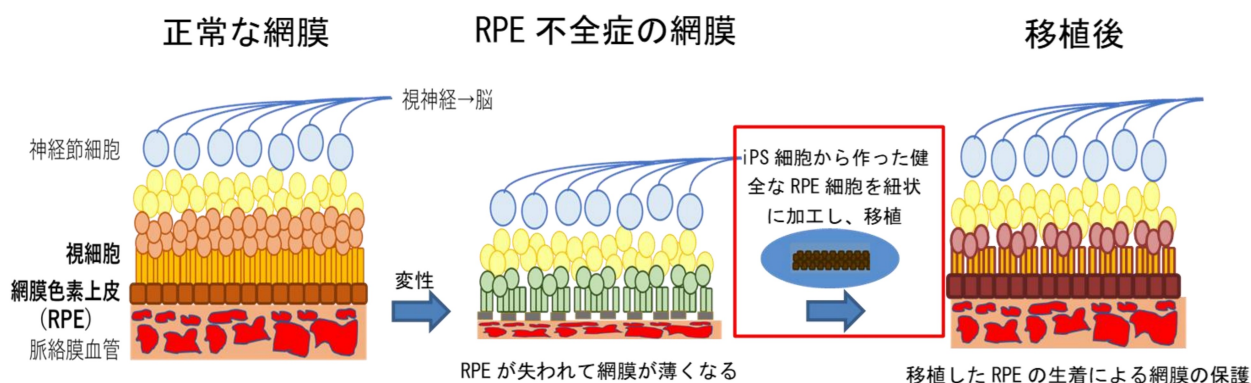 正常な網膜
RPE 不全症の網膜
移植後
視神経→脳
神経節細胞
視細胞
網膜色素上皮
（RPE）
脈絡膜血管
変性
iPS 細胞から作った健
全な RPE 細胞を紐状
に加工し、移植
RPE が失われて網膜が薄くなる
移植した RPE の生着による網膜の保護